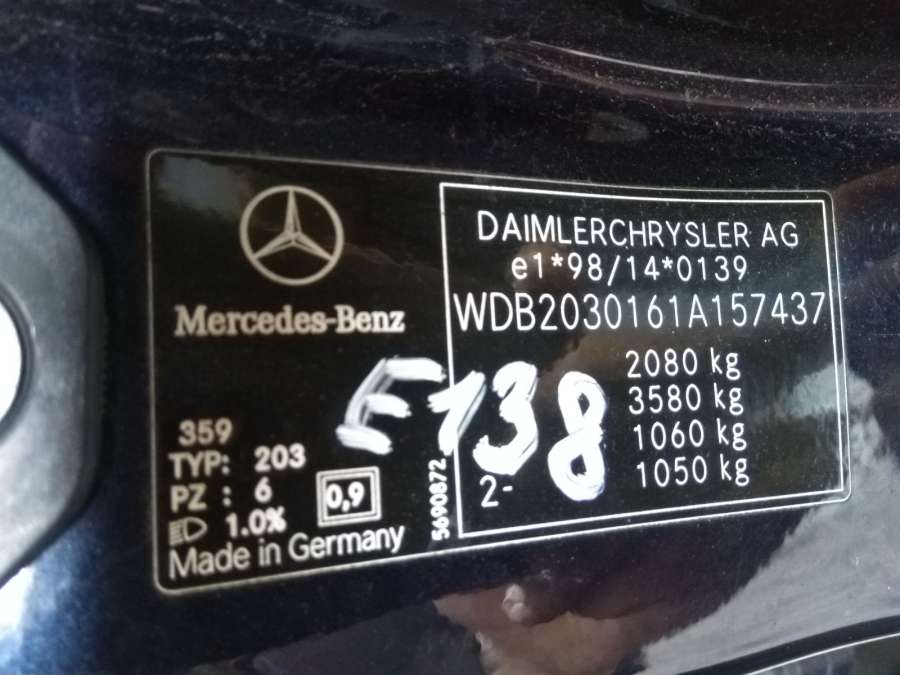 Mercedes-Benz
359
TYP: 203
PZ : 6
0,9
1.0%
Made in Germany
5690872
DAIMLERCHRYSLER AG
e1*98/14*0139
WDB2030161A157437
2080 kg
3580 kg
1060 kg
2- 1050 kg
E138